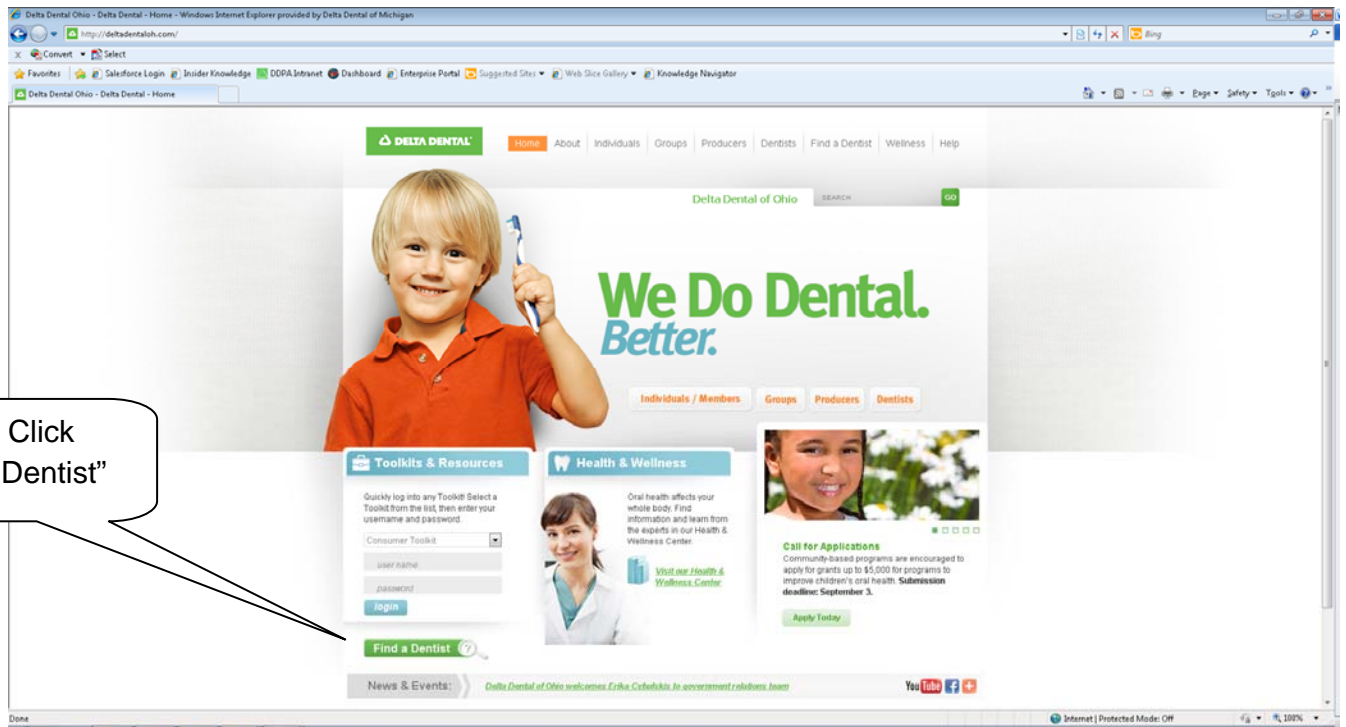 Delta Dental Ohio - Delta Dental - Home - Windows Internet Explorer provided by Delta Dental of Michigan
http://deltadentaloh.com/
Bing
x Convert Select
Favorites Salesforce Login Insider Knowledge DDPA Intranet Dashboard Enterprise Portal Suggested Sites Web Slice Gallery Knowledge Navigator
Delta Dental Ohio - Delta Dental - Home
Page Safety Tools
DELTA DENTAL
Home About Individuals Groups Producers Dentists Find a Dentist Wellness Help
Delta Dental of Ohio SEARCH GO
We Do Dental.
Better.
Individuals / Members Groups Producers Dentists
Click
Dentist”
Toolkits & Resources
Quickly log into any Toolkit! Select a
Toolkit from the list, then enter your
username and password.
Consumer Toolkit
user name
password
login
Find a Dentist ?
Health & Wellness
Oral health affects your
whole body. Find
information and learn from
the experts in our Health &
Wellness Center.
Visit our Health &
Wellness Center
Call for Applications
Community-based programs are encouraged to
apply for grants up to $5,000 for programs to
improve children's oral health. Submission
deadline: September 3.
Apply Today
News & Events: Delta Dental of Ohio welcomes Erika to government relations team
YouTube f +
Done
Internet | Protected Mode: Off 100%